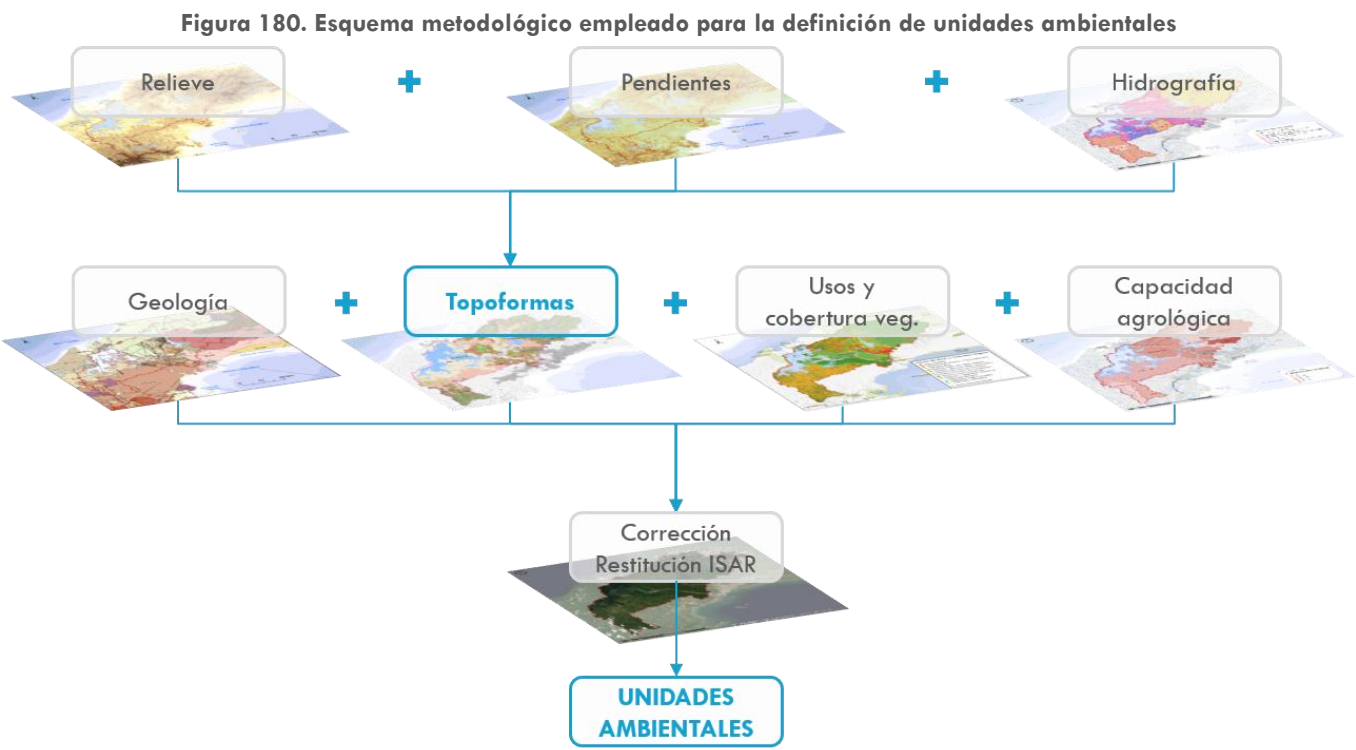 Figura 180. Esquema metodológico empleado para la definición de unidades ambientales
Relieve
Pendientes
Hidrografía
Geología
Topoformas
Usos y
cobertura veg.
Capacidad
agrológica
Corrección
Restitución ISAR
UNIDADES
AMBIENTALES